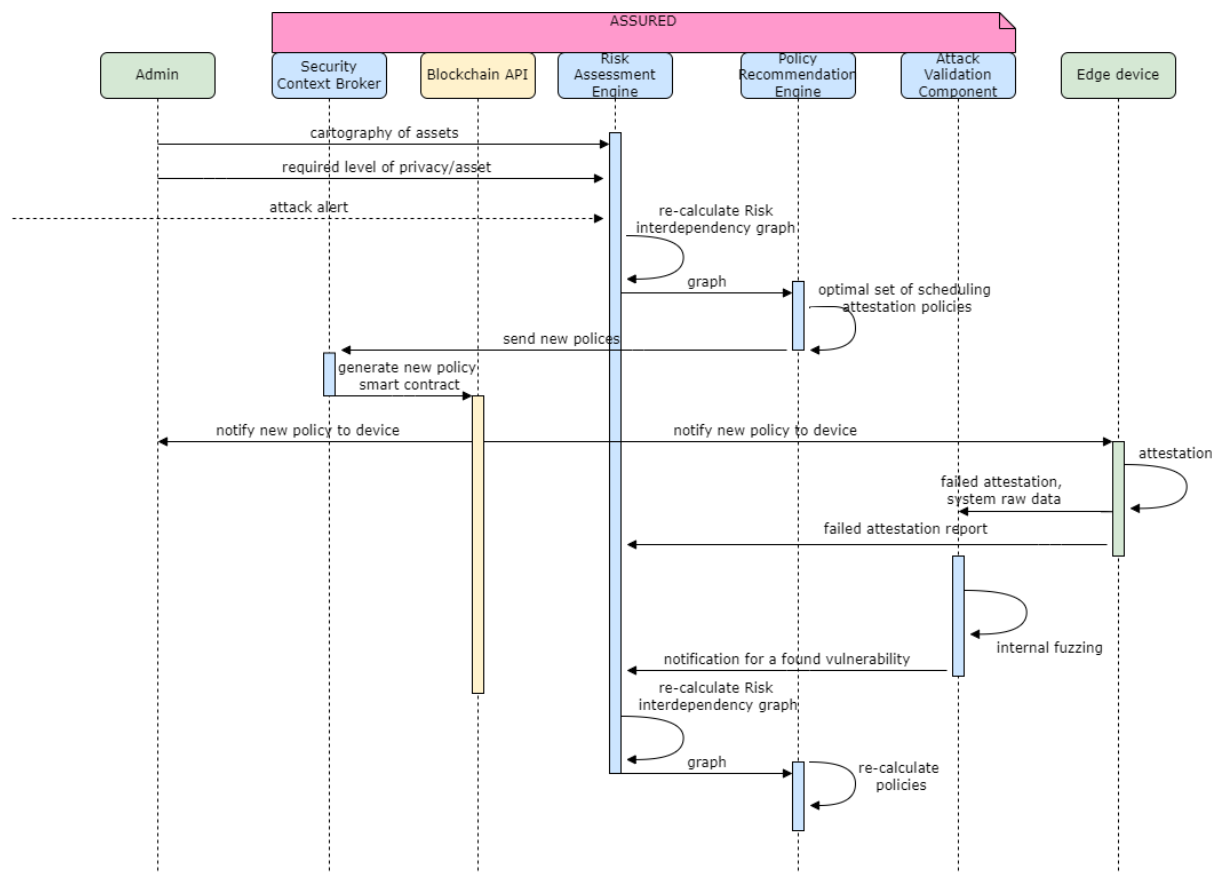 ASSURED
Admin
Security
Context Broker
Blockchain API
Risk
Assessment
Engine
Policy
Recommendation
Engine
Attack
Validation
Component
Edge device
cartography of assets
required level of privacy/asset
attack alert
re-calculate Risk
interdependency graph
graph
optimal set of scheduling
attestation policies
send new polices
generate new policy
smart contract
notify new policy to device
notify new policy to device
attestation
failed attestation,
system raw data
failed attestation report
internal fuzzing
notification for a found vulnerability
re-calculate Risk
interdependency graph
graph
re-calculate
policies